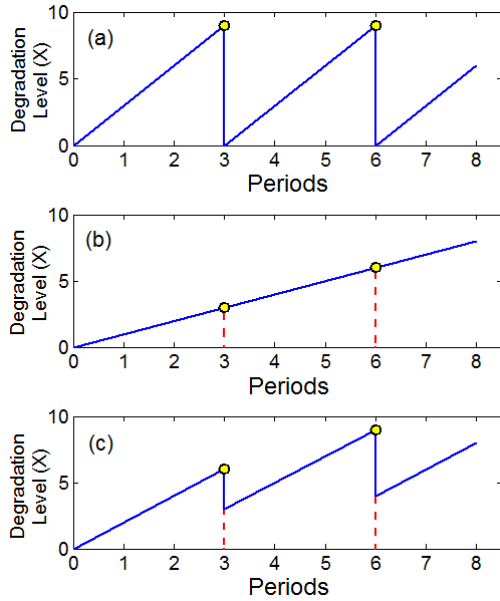 10
5
0
Degradation
Level (X)
(a)
0 1 2 3 4 5 6 7 8
Periods
10
5
0
Degradation
Level (X)
(b)
0 1 2 3 4 5 6 7 8
Periods
10
5
0
Degradation
Level (X)
(c)
0 1 2 3 4 5 6 7 8
Periods